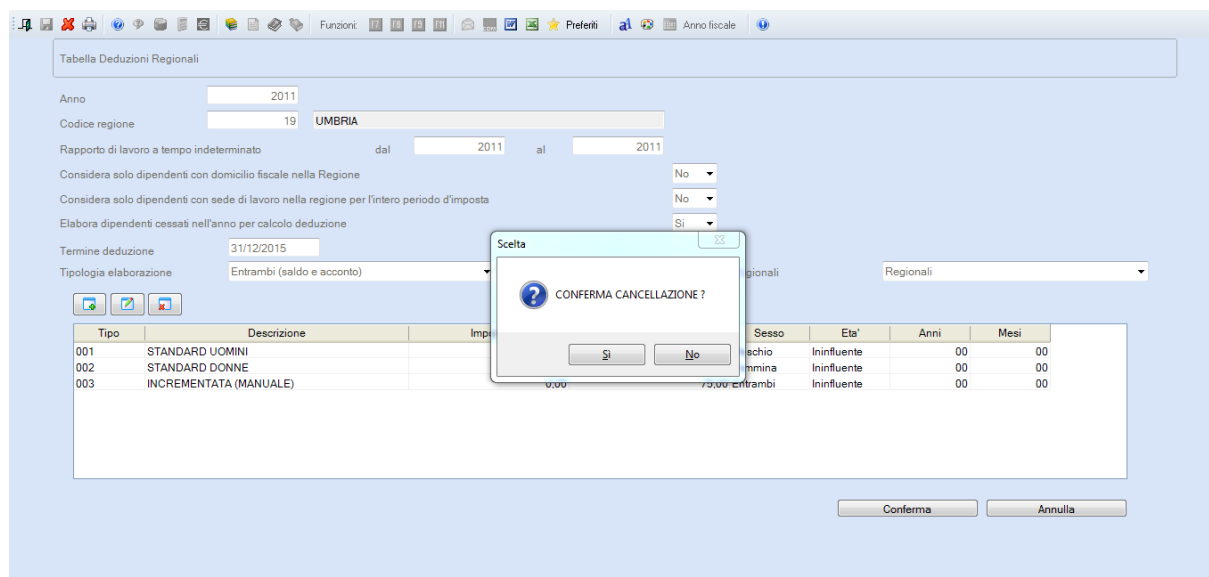 Funzioni: F7 F8 F9 F11 Preferiti Anno fiscale
Tabella Deduzioni Regionali
Anno 2011
Codice regione 19 UMBRIA
Rapporto di lavoro a tempo indeterminato dal 2011 al 2011
Considera solo dipendenti con domicilio fiscale nella Regione No
Considera solo dipendenti con sede di lavoro nella regione per l'intero periodo d'imposta No
Elabora dipendenti cessati nell'anno per calcolo deduzione Si
Termine deduzione 31/12/2015
Tipologia elaborazione Entrambi (saldo e acconto) Regionali
Scelta
CONFERMA CANCELLAZIONE ?
Sì No
Tipo Descrizione Sesso Eta' Anni Mesi
001 STANDARD UOMINI Ininfluente 00 00
002 STANDARD DONNE Ininfluente 00 00
003 INCREMENTATA (MANUALE) 0,00 75,00 Entrambi Ininfluente 00 00
Conferma Annulla